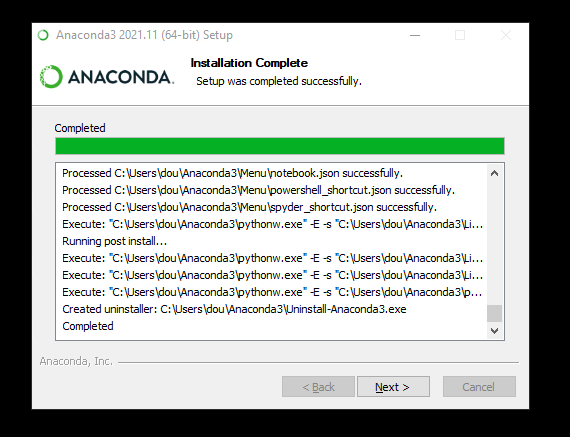 Anaconda3 2021.11 (64-bit) Setup
Installation Complete
Setup was completed successfully.
ANACONDA.
Completed
Processed C:\Users\dou\Anaconda3\Menu\notebook.json successfully.
Processed C:\Users\dou\Anaconda3\Menu\powershell_shortcut.json successfully.
Processed C:\Users\dou\Anaconda3\Menu\spyder_shortcut.json successfully.
Execute: "C:\Users\dou\Anaconda3\pythonw.exe" -E -s "C:\Users\dou\Anaconda3\Li...
Running post install...
Execute: "C:\Users\dou\Anaconda3\pythonw.exe" -E -s "C:\Users\dou\Anaconda3\Li...
Execute: "C:\Users\dou\Anaconda3\pythonw.exe" -E -s "C:\Users\dou\Anaconda3\Li...
Execute: "C:\Users\dou\Anaconda3\pythonw.exe" -E -s "C:\Users\dou\Anaconda3\p...
Created uninstaller: C:\Users\dou\Anaconda3\Uninstall-Anaconda3.exe
Completed
Anaconda, Inc.
< Back Next > Cancel